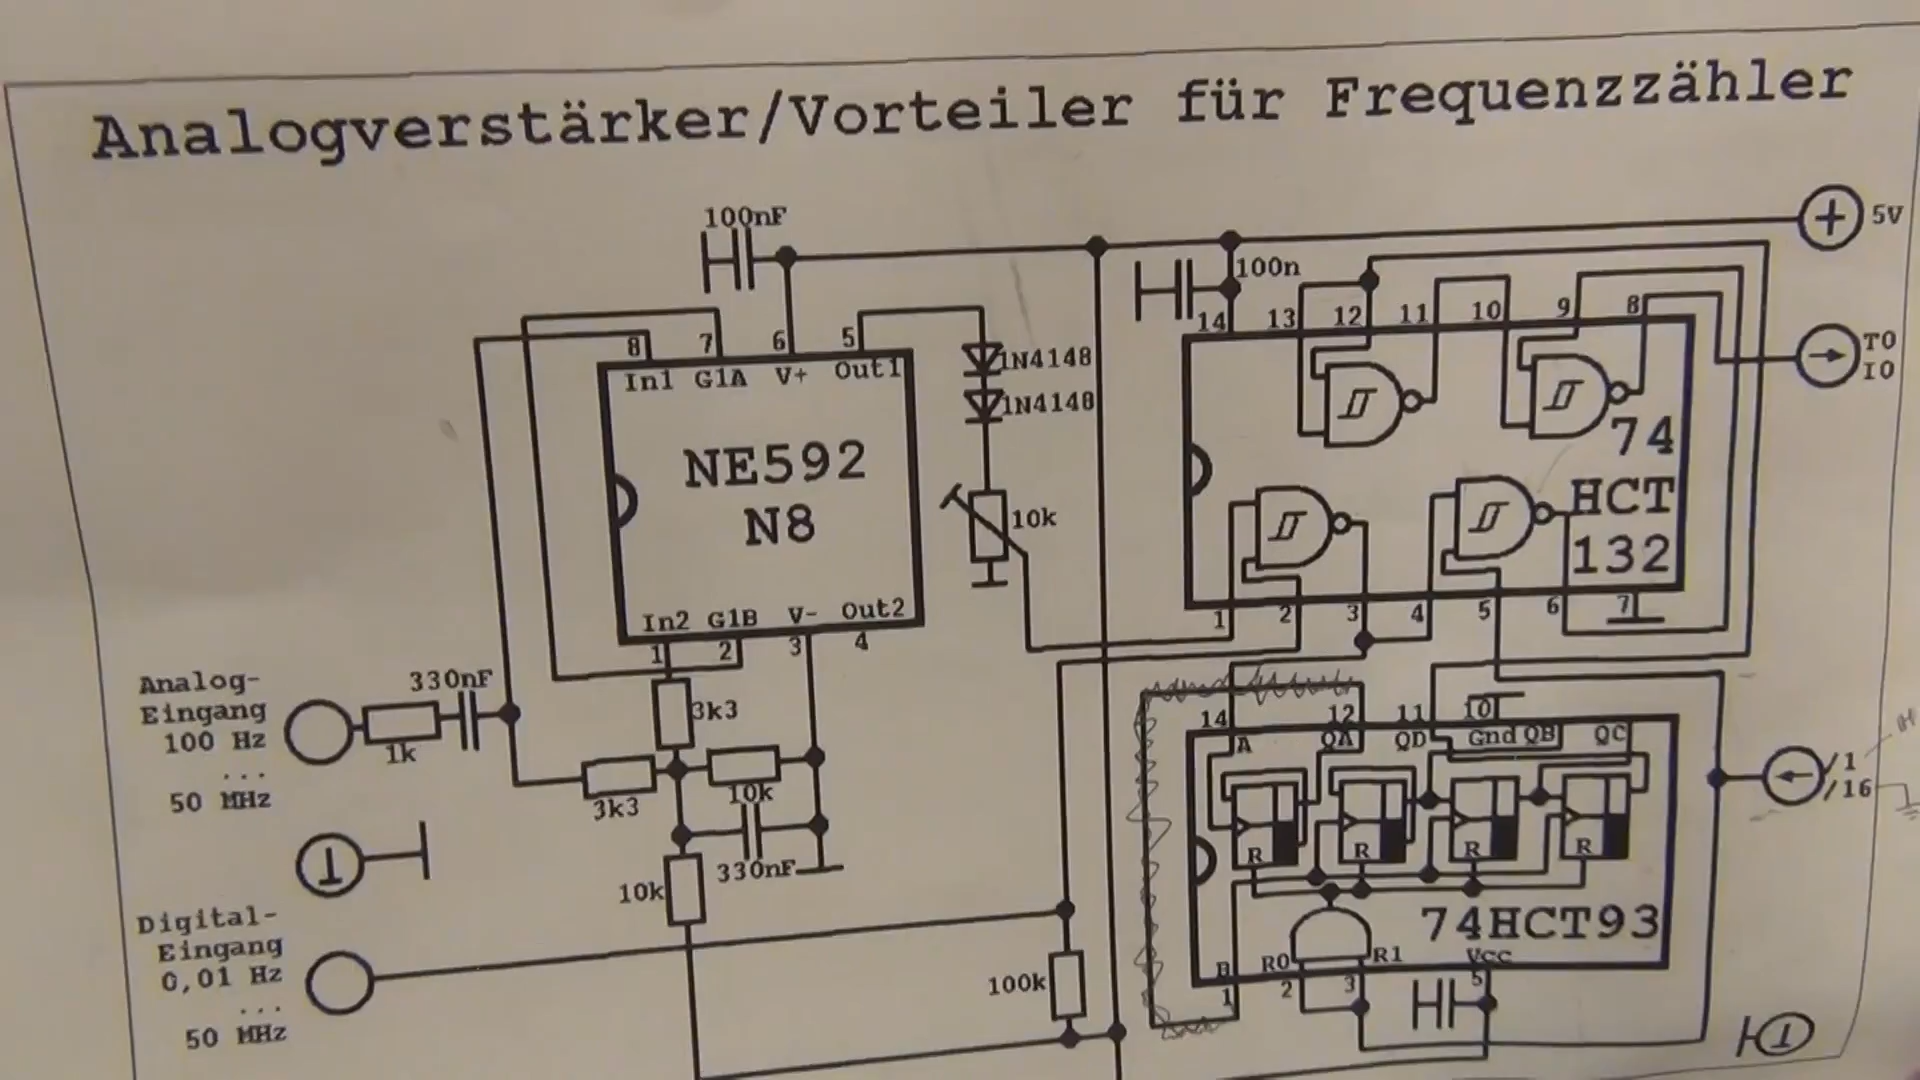 Analogverstärker/Vorteiler für Frequenzzähler
100nF
5V
100n
14 13 12 11 10 9 8
8 7 6 5
In1 G1A V+ Out1
1N4148
1N4148
T0
I0
NE592
N8
10k
74
HCT
132
In2 G1B V- Out2
1 2 3 4
1 2 3 4 5 6 7
Analog-
Eingang
100 Hz
...
50 MHz
330nF
1k
3k3
3k3
10k
330nF
10k
14 12 11 10
A QA QD Gnd QB QC
R R R R
/1
/16
74HCT93
B R0 R1 VCC
1 2 3 5
Digital-
Eingang
0,01 Hz
...
50 MHz
100k